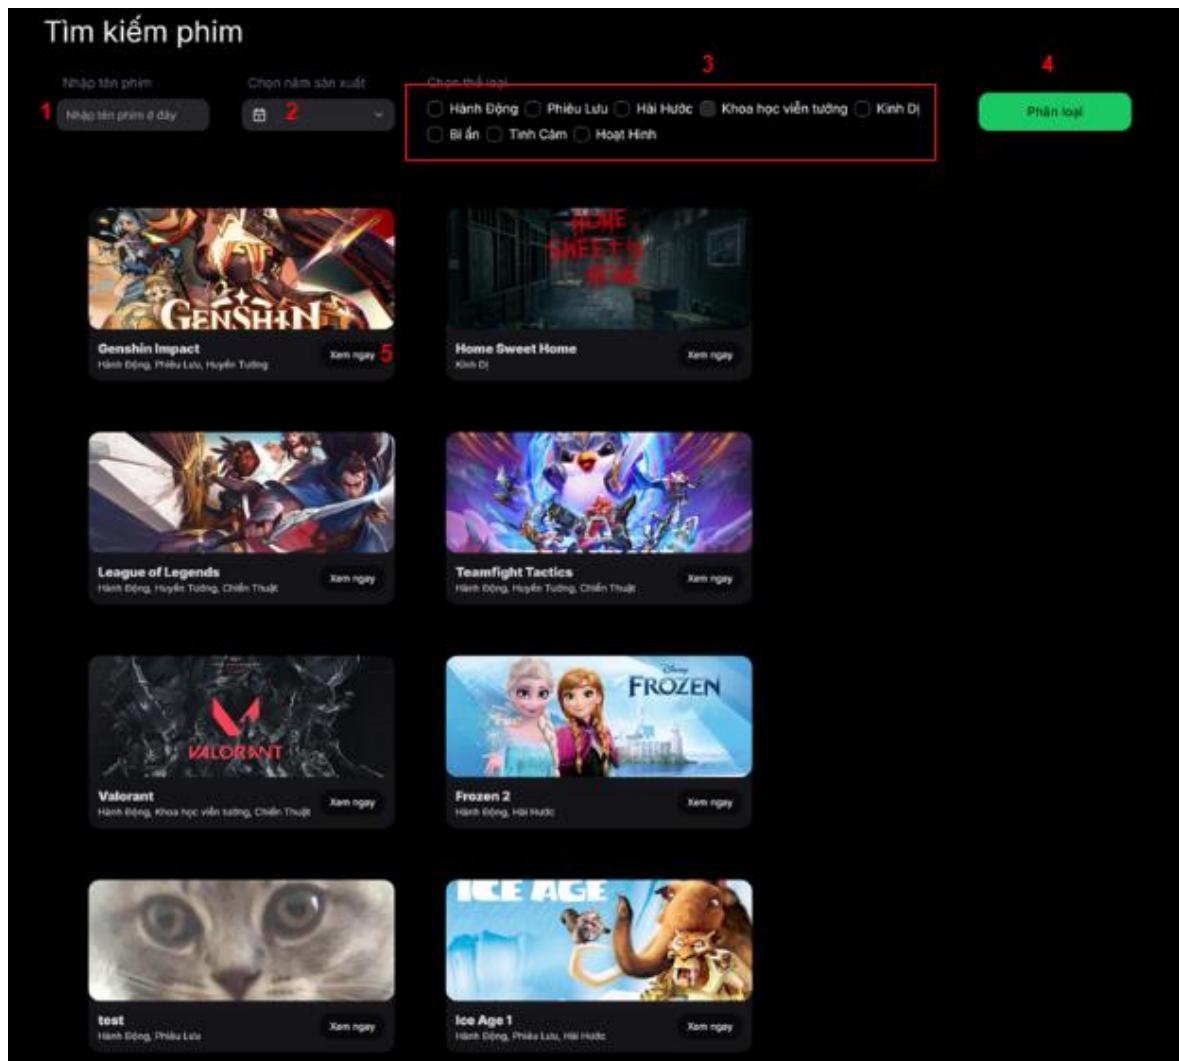 Tìm kiếm phim
3
4
Nhập tên phim
Chọn năm sản xuất
Chọn thể loại
1
Nhập tên phim ở đây
2
Hành Động
Phiêu Lưu
Hài Hước
Khoa học viễn tưởng
Kinh Dị
Phân loại
Bí ẩn
Tình Cảm
Hoạt Hình
GENSHIN
HOME
SWEET
HOME
Genshin Impact
Xem ngay
5
Hành Động, Phiêu Lưu, Huyền Tưởng
Home Sweet Home
Xem ngay
Kinh Dị
League of Legends
Xem ngay
Hành Động, Huyền Tưởng, Chiến Thuật
Teamfight Tactics
Xem ngay
Hành Động, Huyền Tưởng, Chiến Thuật
VALORANT
Disney
FROZEN
Valorant
Xem ngay
Hành Động, Khoa học viễn tưởng, Chiến Thuật
Frozen 2
Xem ngay
Hành Động, Hài Hước
ICE AGE
test
Xem ngay
Hành Động, Phiêu Lưu
Ice Age 1
Xem ngay
Hành Động, Phiêu Lưu, Hài Hước